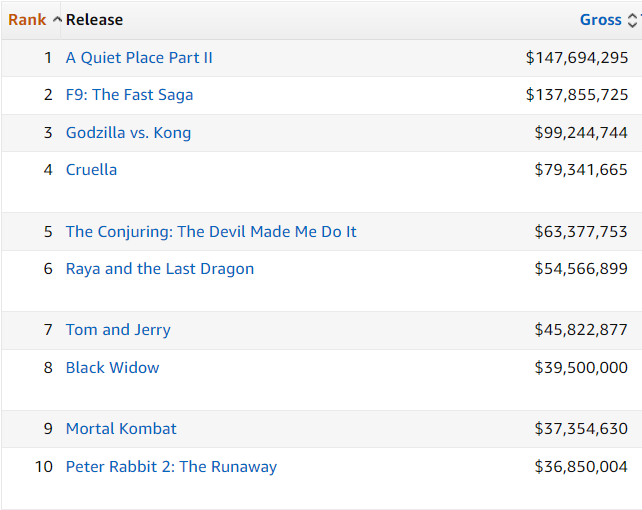 Rank Release Gross
1 A Quiet Place Part II $147,694,295
2 F9: The Fast Saga $137,855,725
3 Godzilla vs. Kong $99,244,744
4 Cruella $79,341,665
5 The Conjuring: The Devil Made Me Do It $63,377,753
6 Raya and the Last Dragon $54,566,899
7 Tom and Jerry $45,822,877
8 Black Widow $39,500,000
9 Mortal Kombat $37,354,630
10 Peter Rabbit 2: The Runaway $36,850,004